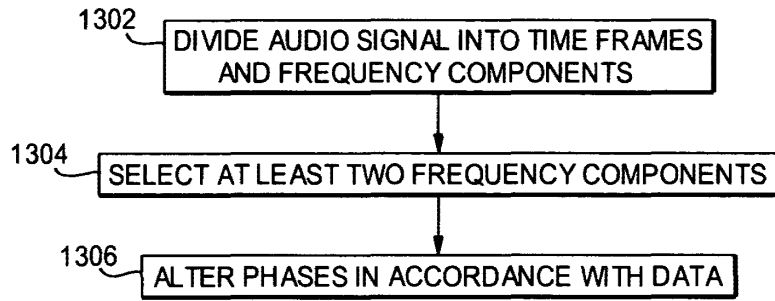 1302
DIVIDE AUDIO SIGNAL INTO TIME FRAMES
AND FREQUENCY COMPONENTS
1304
SELECT AT LEAST TWO FREQUENCY COMPONENTS
1306
ALTER PHASES IN ACCORDANCE WITH DATA